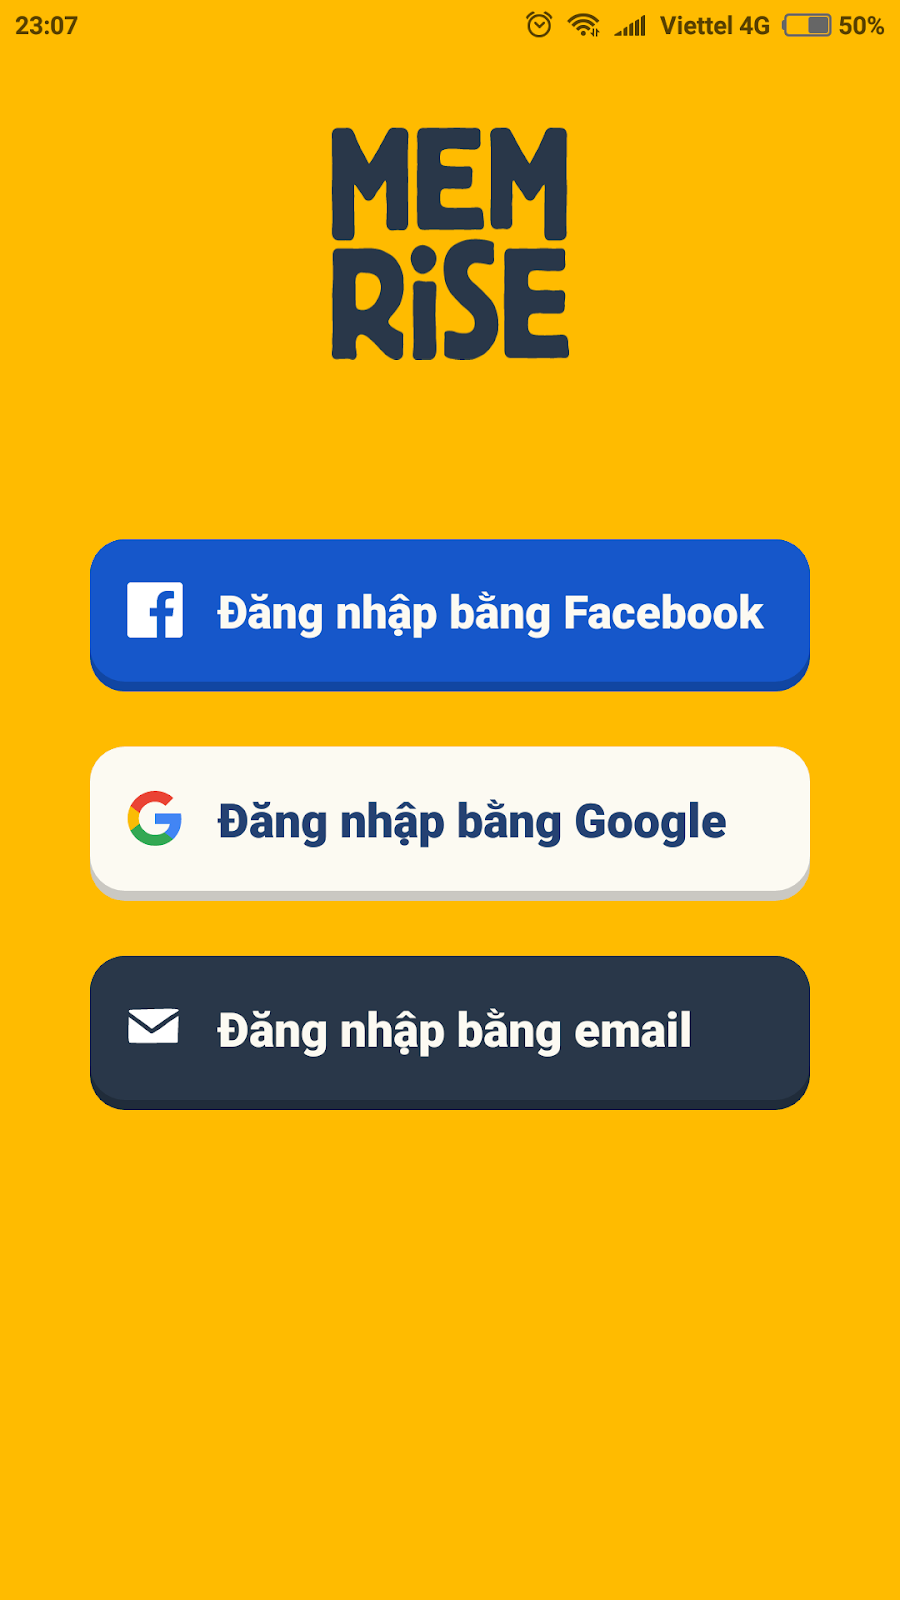 23:07 Viettel 4G 50%
MEM
RiSE
Đăng nhập bằng Facebook
Đăng nhập bằng Google
Đăng nhập bằng email